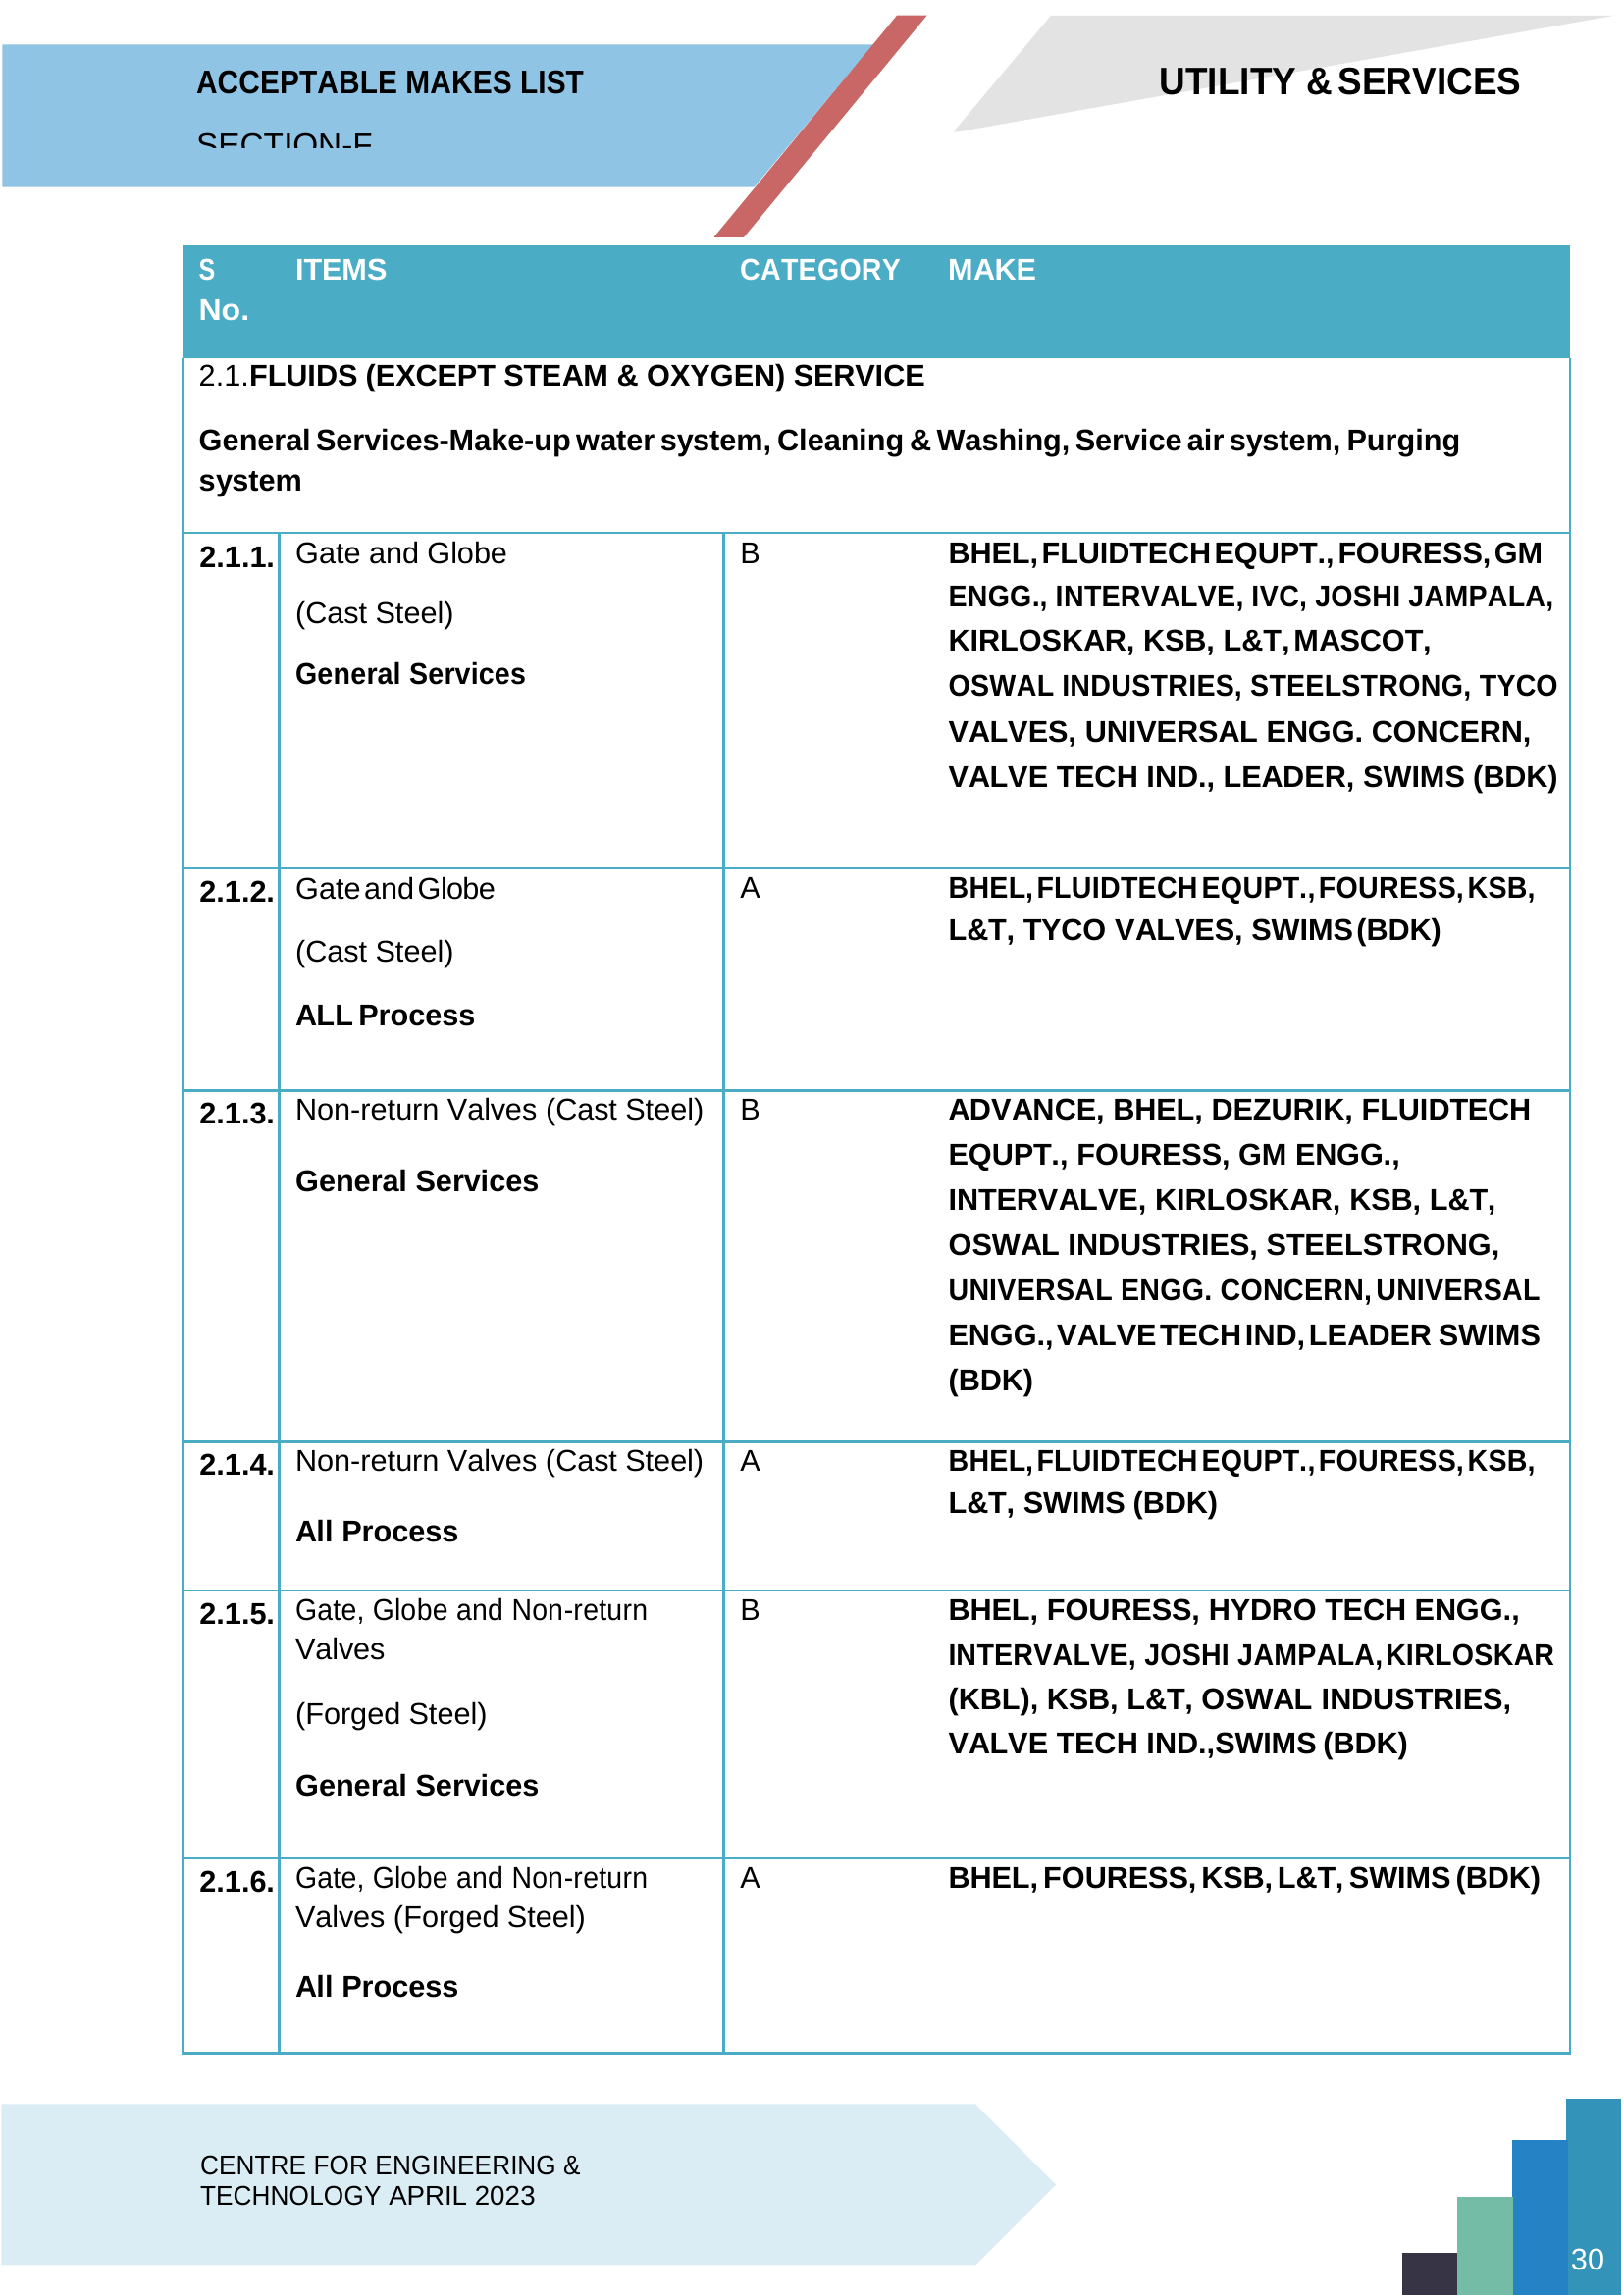 ACCEPTABLE MAKES LIST
UTILITY & SERVICES
SECTION-F
S No.
ITEMS
CATEGORY
MAKE
2.1.FLUIDS (EXCEPT STEAM & OXYGEN) SERVICE
General Services-Make-up water system, Cleaning & Washing, Service air system, Purging
system
2.1.1.
Gate and Globe
(Cast Steel)
General Services
B
BHEL, FLUIDTECH EQUPT., FOURESS, GM
ENGG., INTERVALVE, IVC, JOSHI JAMPALA,
KIRLOSKAR, KSB, L&T, MASCOT,
OSWAL INDUSTRIES, STEELSTRONG, TYCO
VALVES, UNIVERSAL ENGG. CONCERN,
VALVE TECH IND., LEADER, SWIMS (BDK)
2.1.2.
Gate and Globe
(Cast Steel)
ALL Process
A
BHEL, FLUIDTECH EQUPT., FOURESS, KSB,
L&T, TYCO VALVES, SWIMS (BDK)
2.1.3.
Non-return Valves (Cast Steel)
General Services
B
ADVANCE, BHEL, DEZURIK, FLUIDTECH
EQUPT., FOURESS, GM ENGG.,
INTERVALVE, KIRLOSKAR, KSB, L&T,
OSWAL INDUSTRIES, STEELSTRONG,
UNIVERSAL ENGG. CONCERN, UNIVERSAL
ENGG., VALVE TECH IND, LEADER SWIMS
(BDK)
2.1.4.
Non-return Valves (Cast Steel)
All Process
A
BHEL, FLUIDTECH EQUPT., FOURESS, KSB,
L&T, SWIMS (BDK)
2.1.5.
Gate, Globe and Non-return
Valves
(Forged Steel)
General Services
B
BHEL, FOURESS, HYDRO TECH ENGG.,
INTERVALVE, JOSHI JAMPALA, KIRLOSKAR
(KBL), KSB, L&T, OSWAL INDUSTRIES,
VALVE TECH IND.,SWIMS (BDK)
2.1.6.
Gate, Globe and Non-return
Valves (Forged Steel)
All Process
A
BHEL, FOURESS, KSB, L&T, SWIMS (BDK)
CENTRE FOR ENGINEERING &
TECHNOLOGY APRIL 2023
30